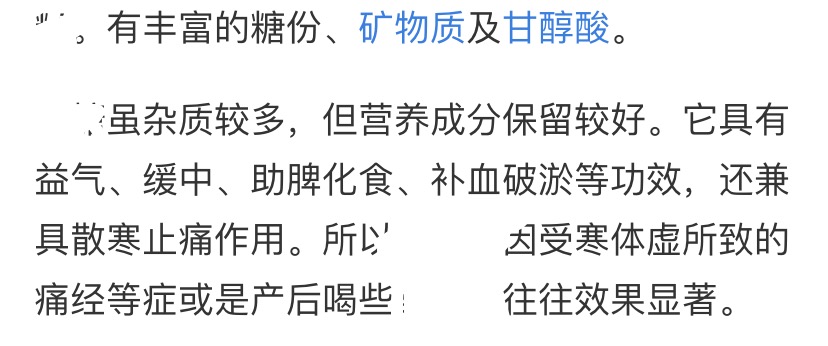 。有丰富的糖份、矿物质及甘醇酸。
虽杂质较多，但营养成分保留较好。它具有
益气、缓中、助脾化食、补血破淤等功效，还兼
具散寒止痛作用。所以 因受寒体虚所致的
痛经等症或是产后喝些 往往效果显著。